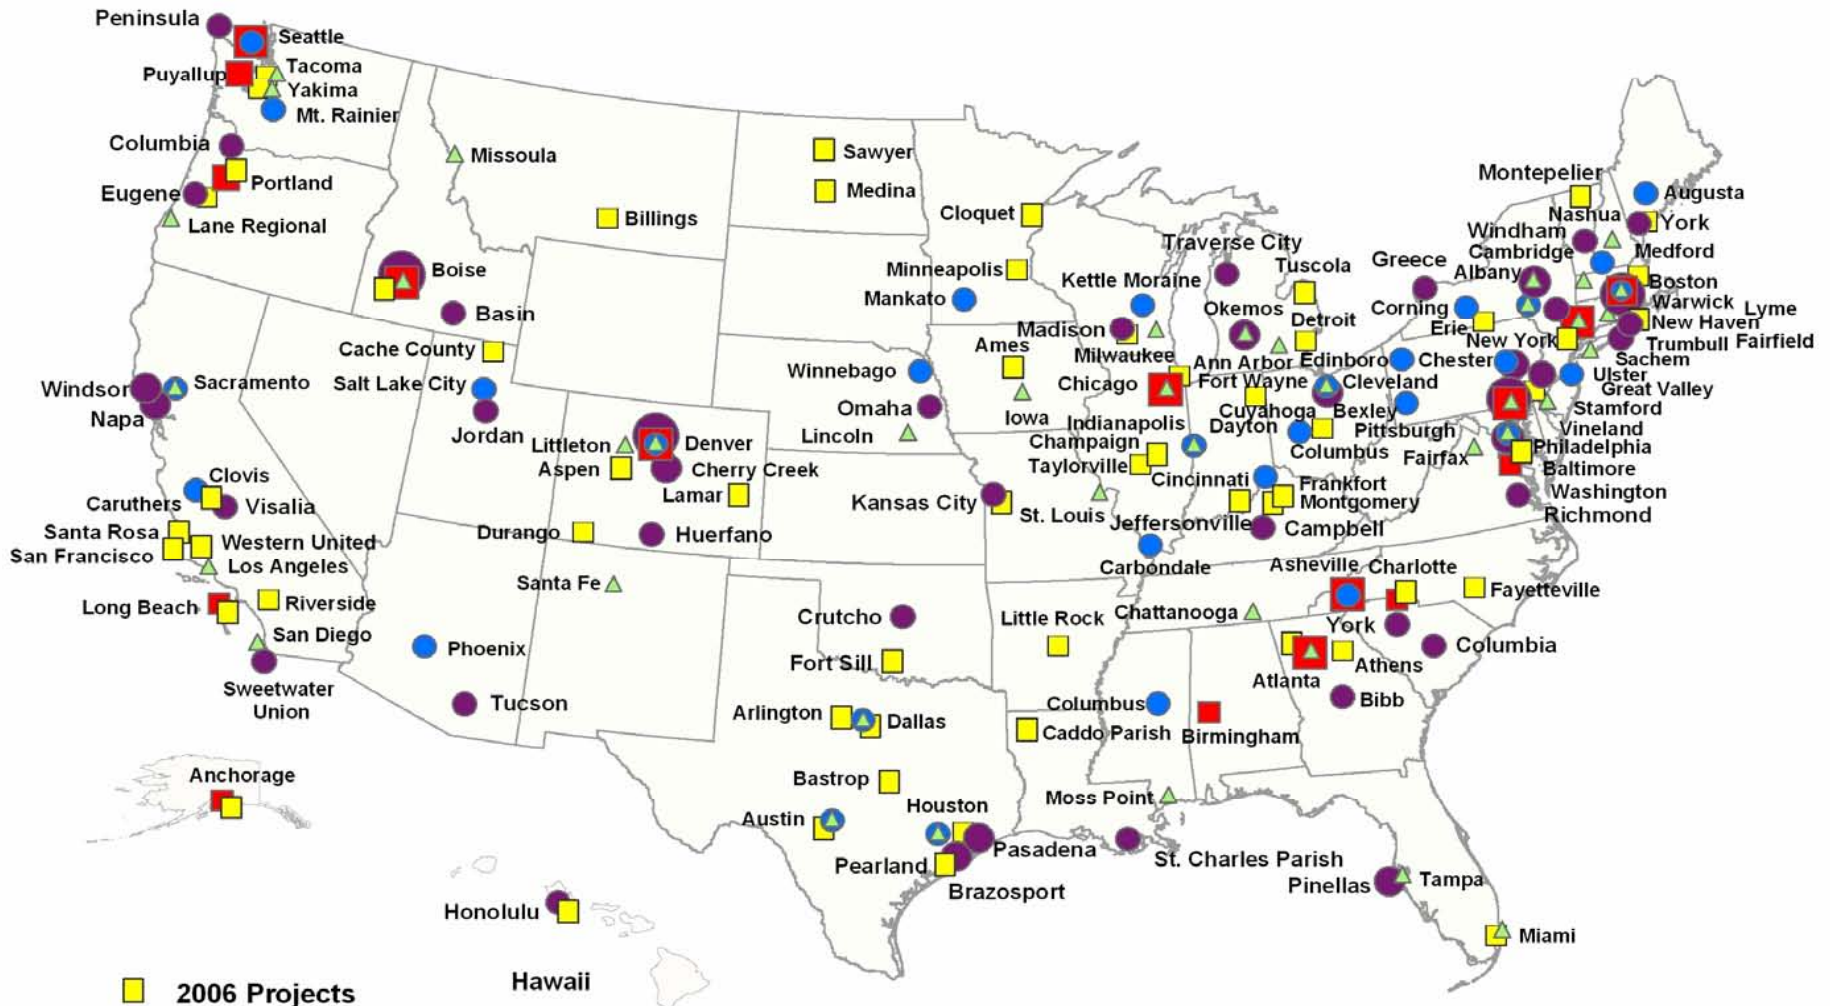 Peninsula
Seattle
Puyallup
Tacoma
Yakima
Mt. Rainier
Columbia
Portland
Eugene
Lane Regional
Missoula
Billings
Sawyer
Medina
Cloquet
Minneapolis
Mankato
Boise
Basin
Cache County
Salt Lake City
Jordan
Windsor
Sacramento
Napa
Clovis
Caruthers
Visalia
Santa Rosa
San Francisco
Western United
Los Angeles
Long Beach
Riverside
San Diego
Sweetwater
Union
Phoenix
Tucson
Littleton
Denver
Aspen
Cherry Creek
Lamar
Durango
Huerfano
Santa Fe
Winnebago
Omaha
Lincoln
Ames
Iowa
Kansas City
St. Louis
Crutcho
Fort Sill
Little Rock
Arlington
Dallas
Bastrop
Austin
Houston
Pearland
Pasadena
Brazosport
Caddo Parish
Columbus
Birmingham
Moss Point
St. Charles Parish
Pinellas
Tampa
Miami
Traverse City
Tuscola
Kettle Moraine
Okemos
Detroit
Madison
Milwaukee
Ann Arbor
Chicago
Fort Wayne
Indianapolis
Champaign
Taylorville
Cuyahoga
Dayton
Bexley
Columbus
Cleveland
Edinboro
Chester
Cincinnati
Frankfort
Montgomery
Jeffersonville
Campbell
Carbondale
Chattanooga
Asheville
Charlotte
Fayetteville
York
Columbia
Athens
Atlanta
Bibb
Montepelier
Augusta
Nashua
York
Windham
Cambridge
Medford
Greece
Albany
Boston
Corning
Warwick
Lyme
Erie
New York
New Haven
Trumbull
Fairfield
Sachem
Ulster
Great Valley
Stamford
Vineland
Pittsburgh
Philadelphia
Fairfax
Baltimore
Washington
Richmond
Anchorage
Honolulu
Hawaii
2006 Projects